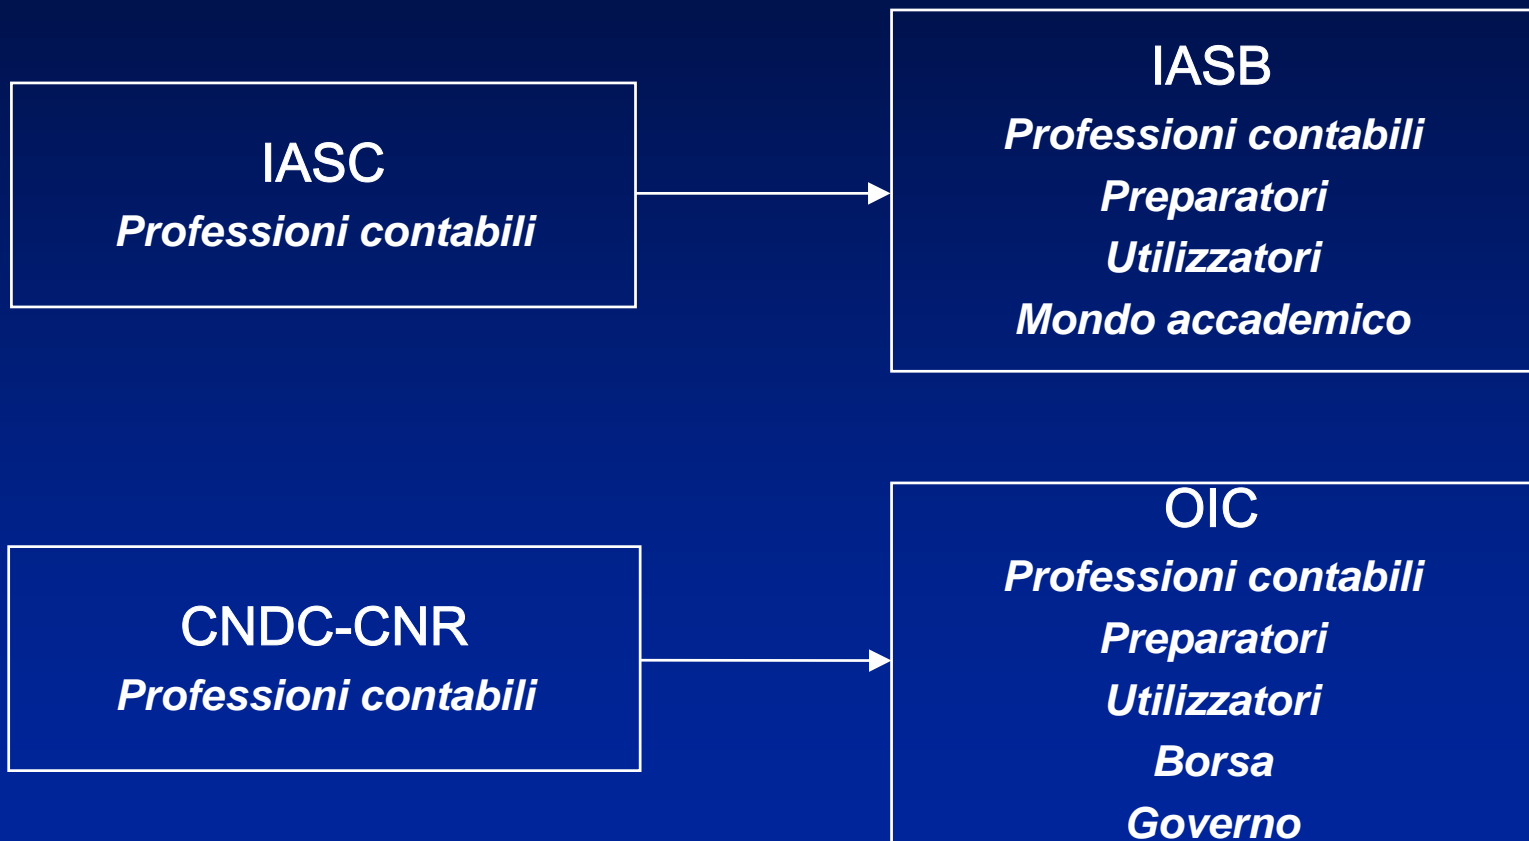 IASC
Professioni contabili
IASB
Professioni contabili
Preparatori
Utilizzatori
Mondo accademico
CNDC-CNR
Professioni contabili
OIC
Professioni contabili
Preparatori
Utilizzatori
Borsa
Governo